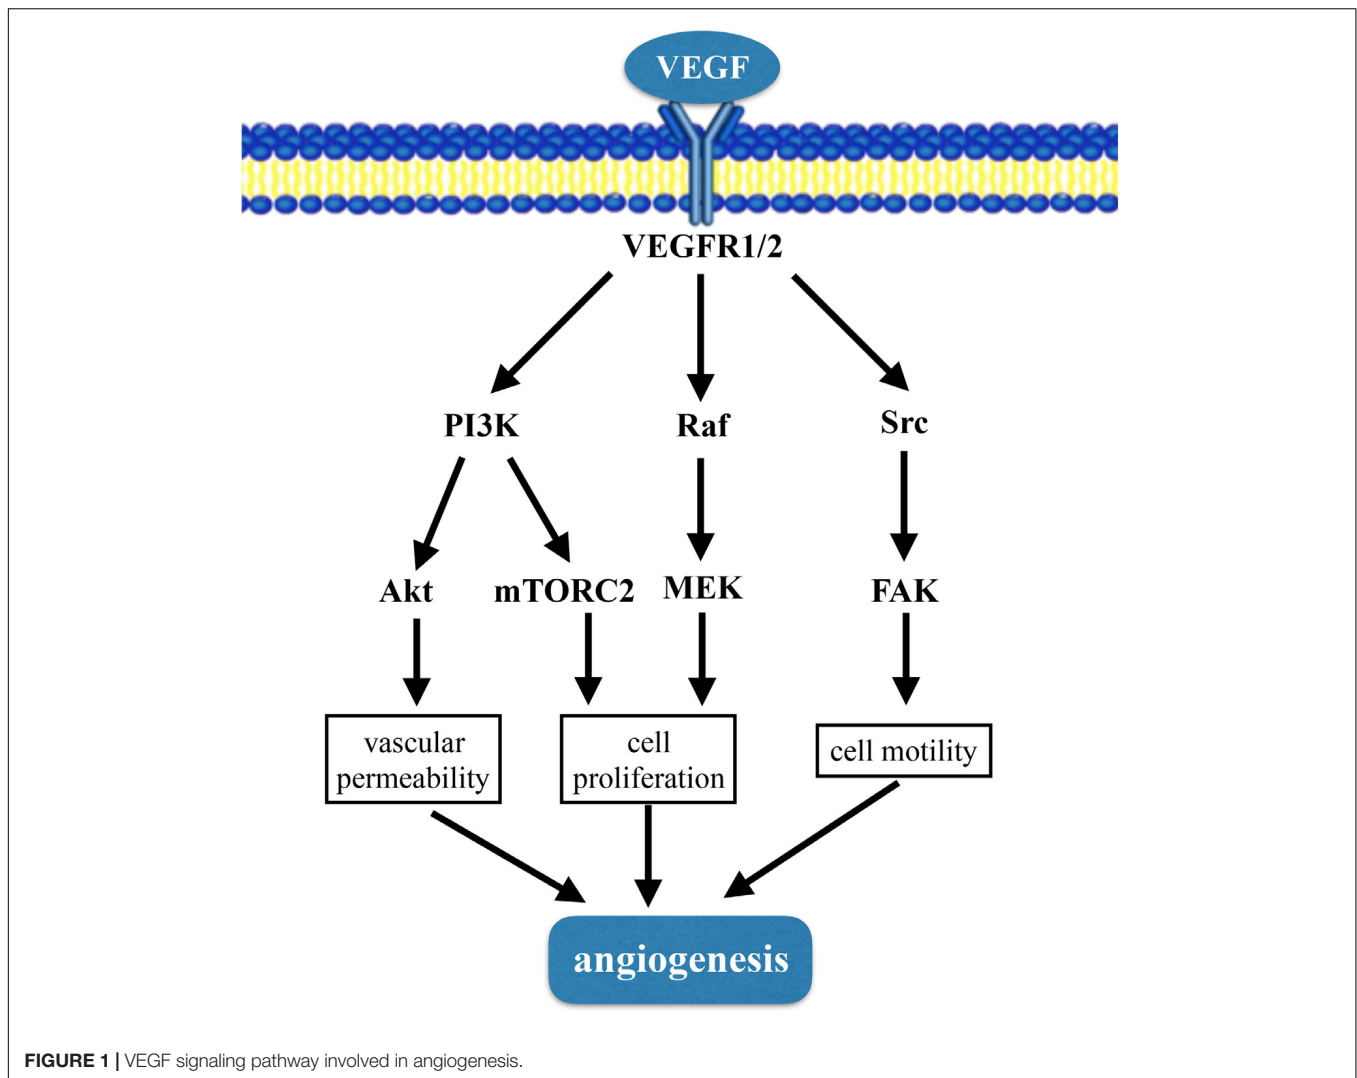 VEGF
VEGFR1/2
PI3K
Raf
Src
Akt
mTORC2
MEK
FAK
vascular
permeability
cell
proliferation
cell motility
angiogenesis
FIGURE 1 | VEGF signaling pathway involved in angiogenesis.